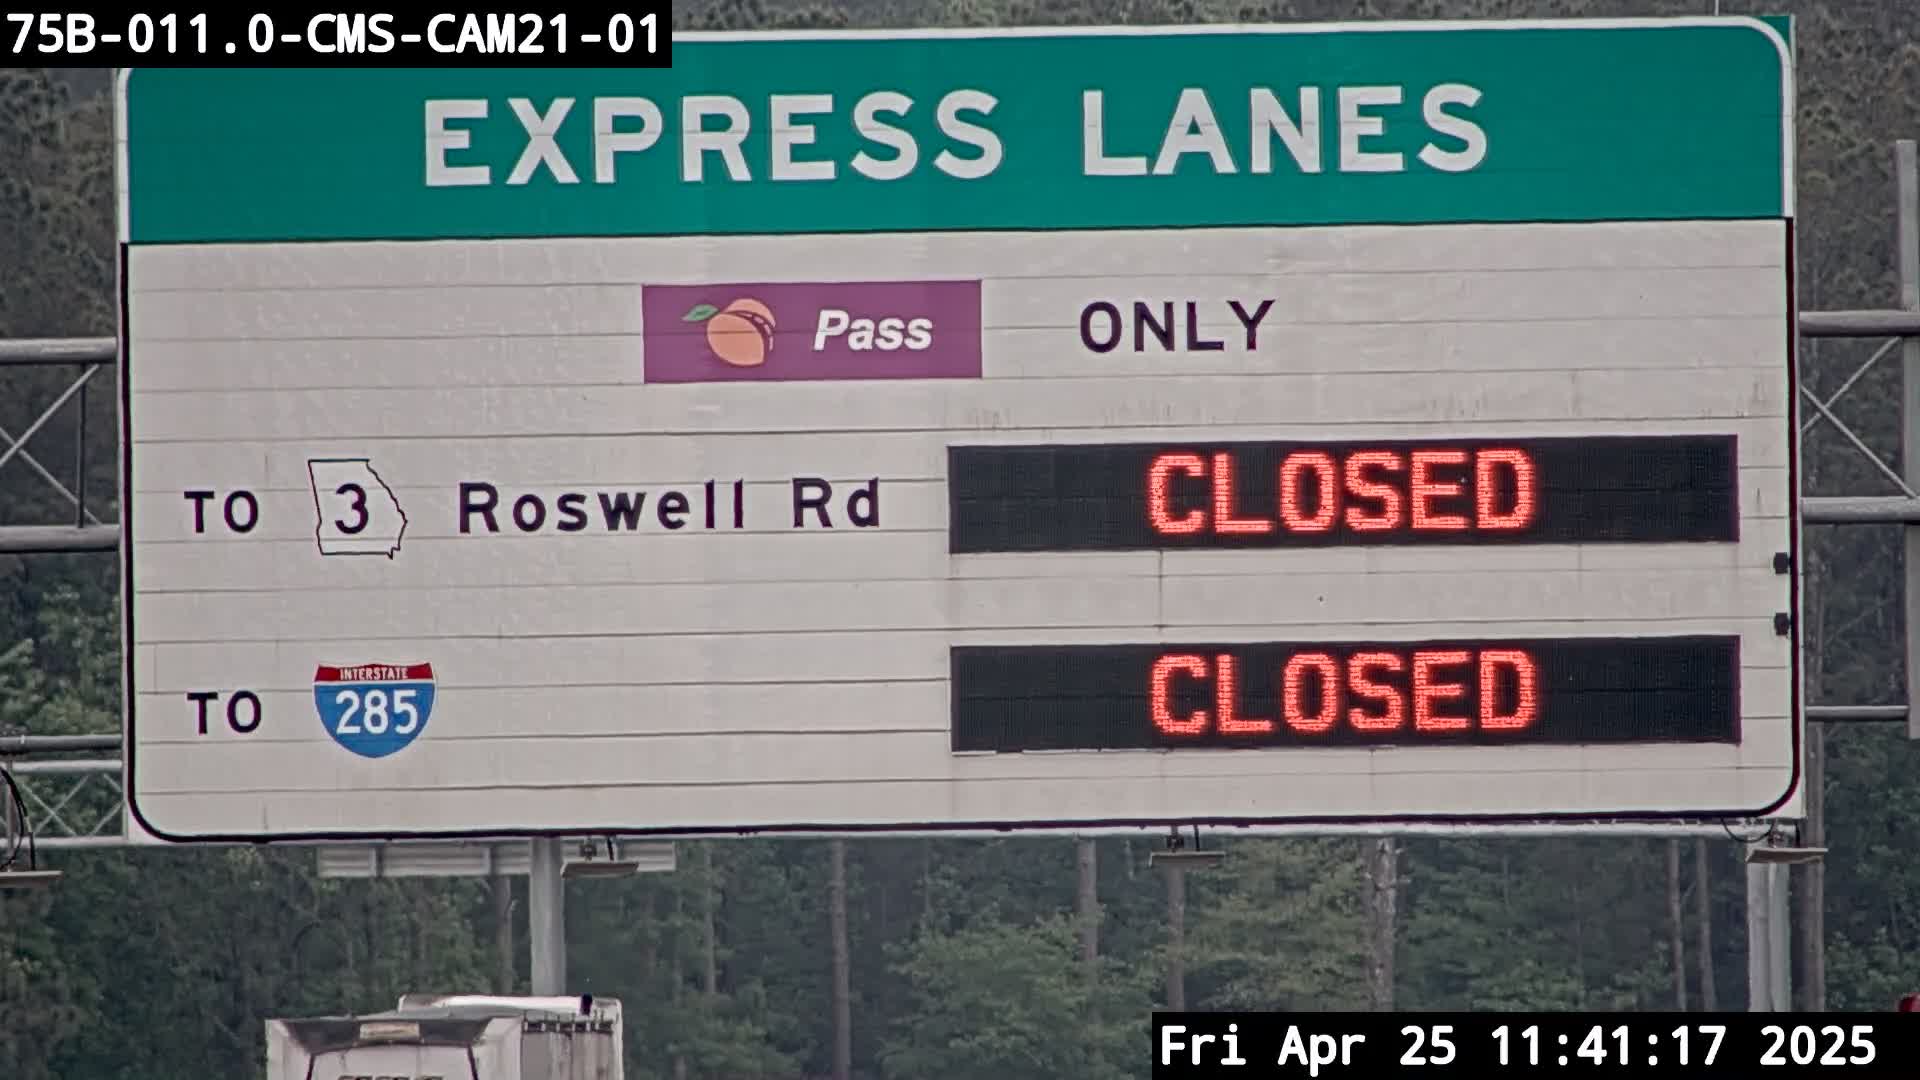 75B-011.0-CMS-CAM21-01
EXPRESS LANES
Pass ONLY
TO 3 Roswell Rd CLOSED
INTERSTATE
TO 285 CLOSED
Fri Apr 25 11:41:17 2025